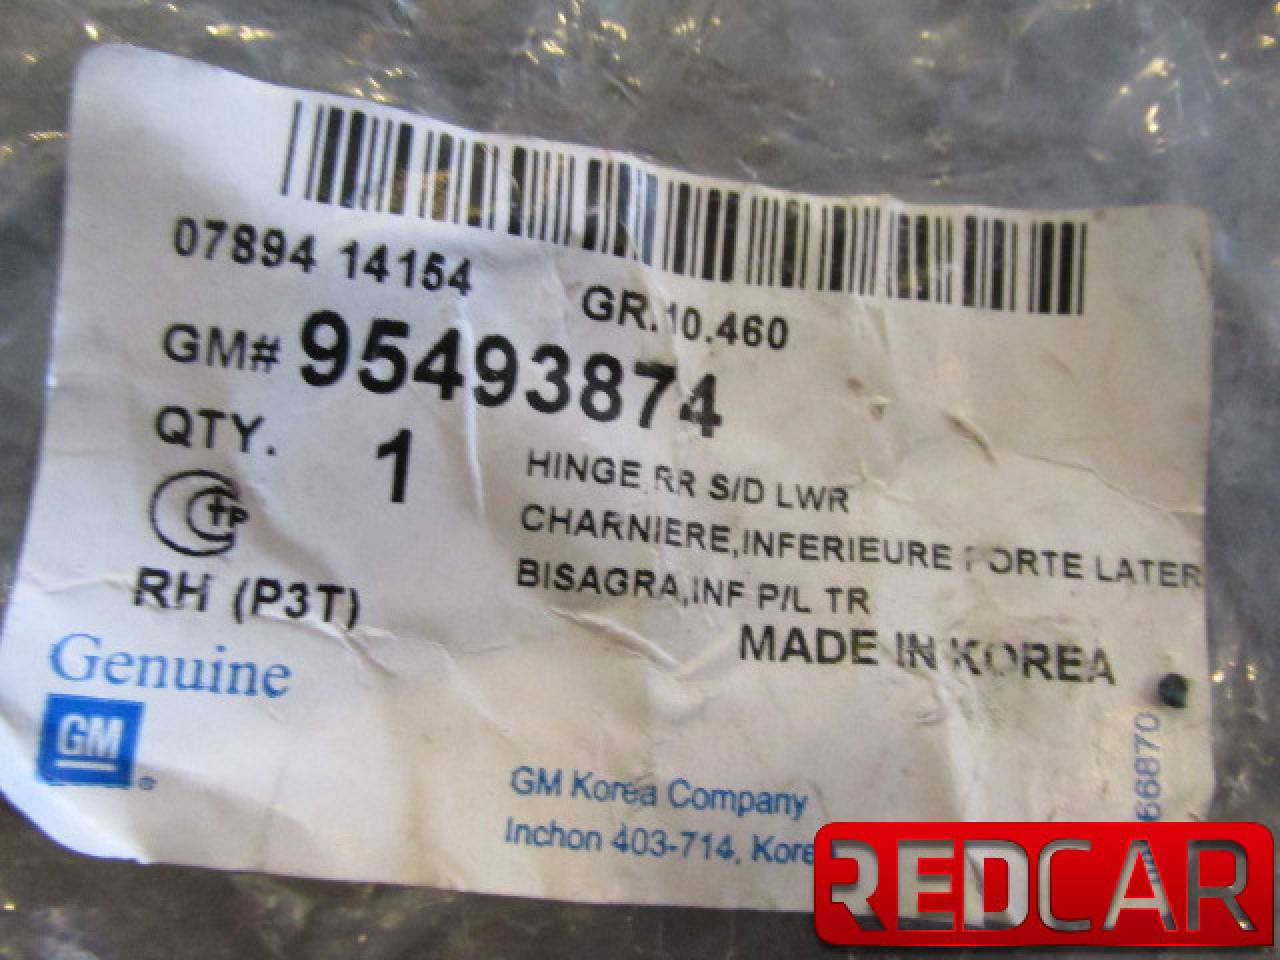 07894 14154
GR.10.460
GM# 95493874
QTY. 1
HINGE,RR S/D LWR
CHARNIERE,INFERIEURE PORTE LATER
BISAGRA,INF P/L TR
RH (P3T)
MADE IN KOREA
Genuine
GM
GM Korea Company
Inchon 403-714, Kore
REDCAR